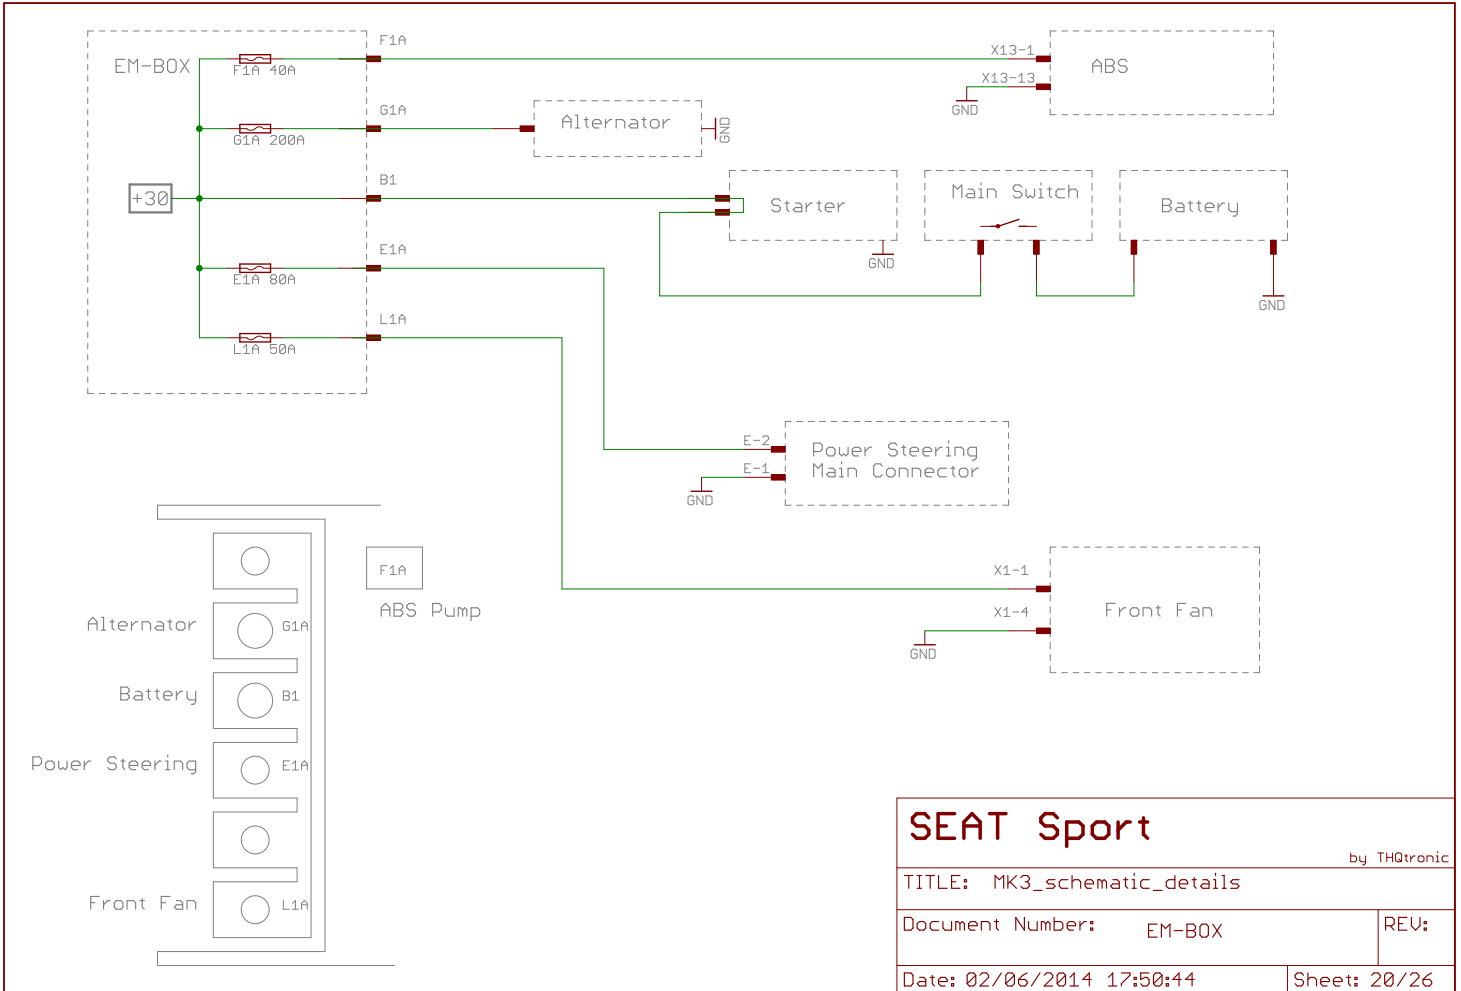 F1A
EM-BOX
F1A 40A
X13-1
ABS
X13-13
GND
G1A
G1A 200A
Alternator
GND
+30
B1
Starter
GND
Main Switch
Battery
GND
E1A
E1A 80A
L1A
L1A 50A
E-2
Power Steering
E-1
Main Connector
GND
X1-1
X1-4
Front Fan
GND
F1A
ABS Pump
Alternator
G1A
Battery
B1
Power Steering
E1A
Front Fan
L1A
SEAT Sport
by THQtronic
TITLE: MK3_schematic_details
Document Number: EM-BOX
REV:
Date: 02/06/2014 17:50:44
Sheet: 20/26